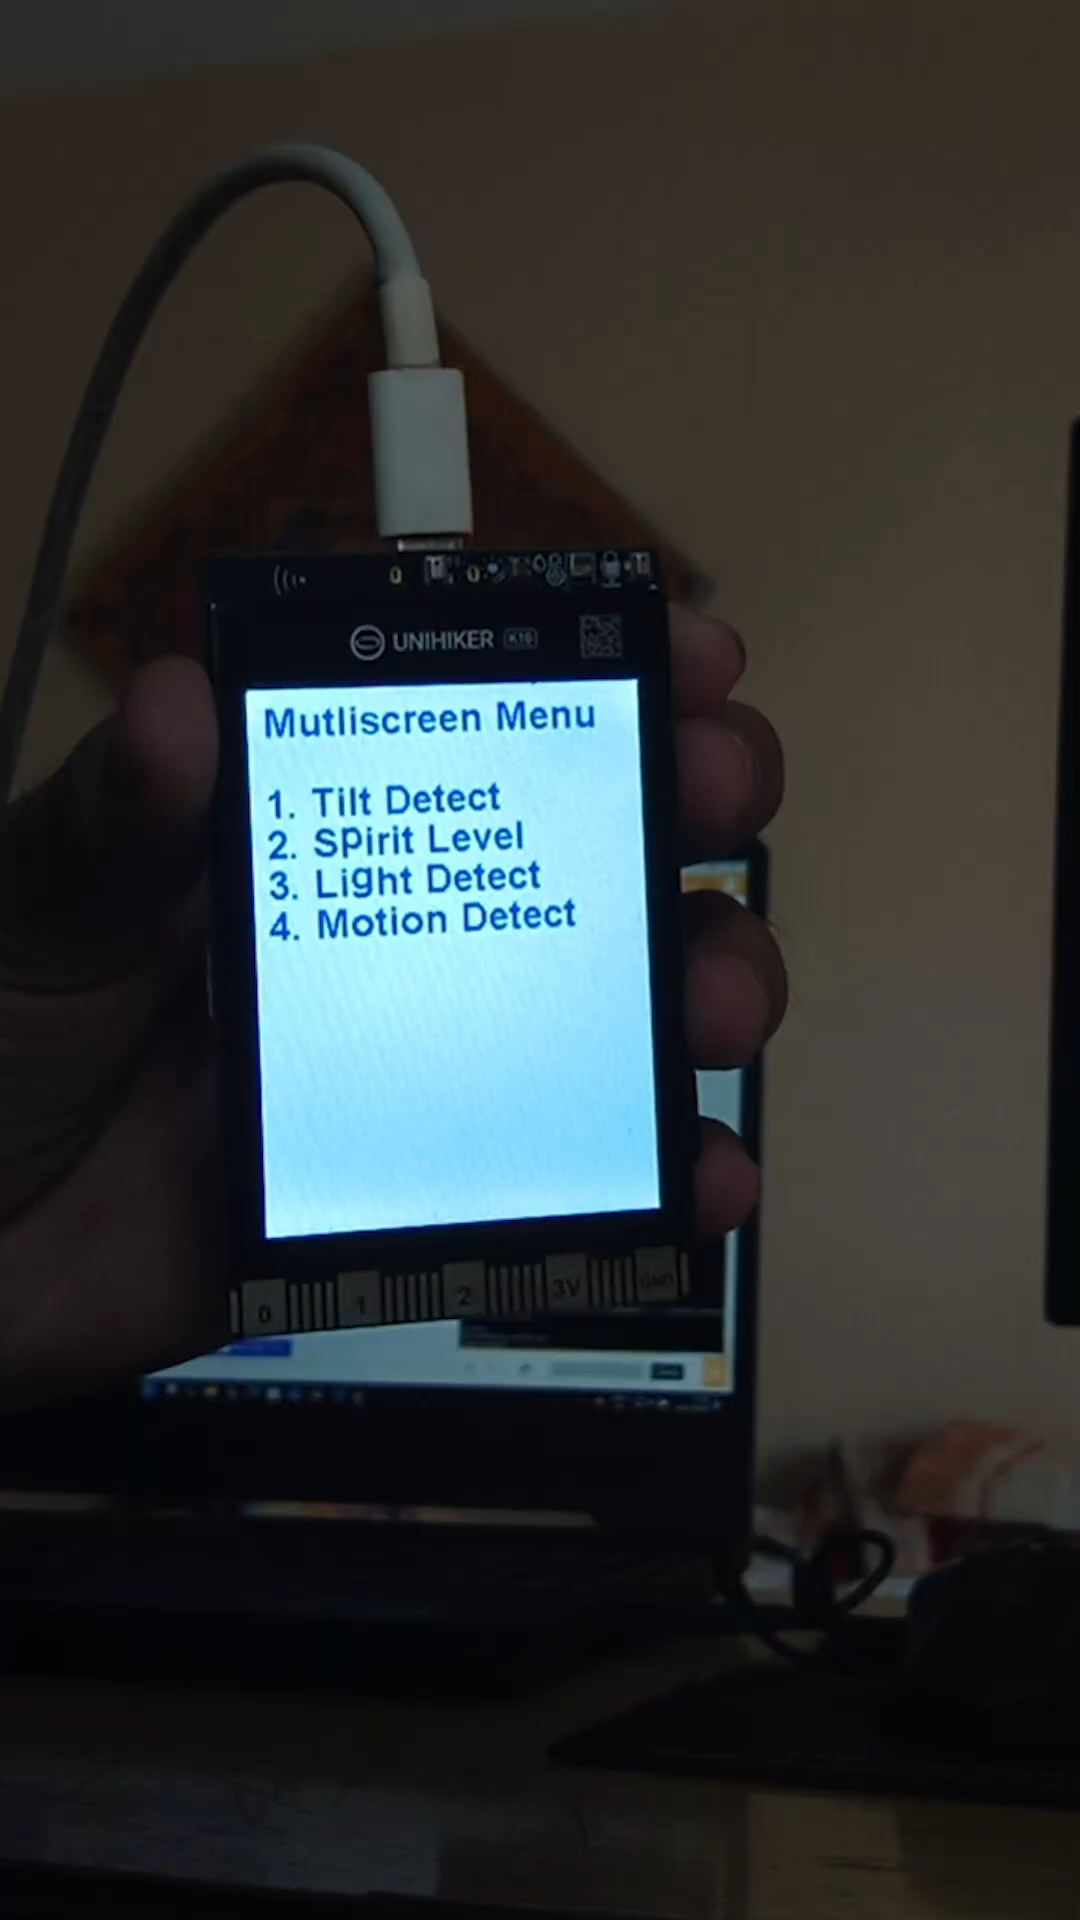 UNIHIKER K10
Mutliscreen Menu
1. Tilt Detect
2. Spirit Level
3. Light Detect
4. Motion Detect
0 1 2 3V GND